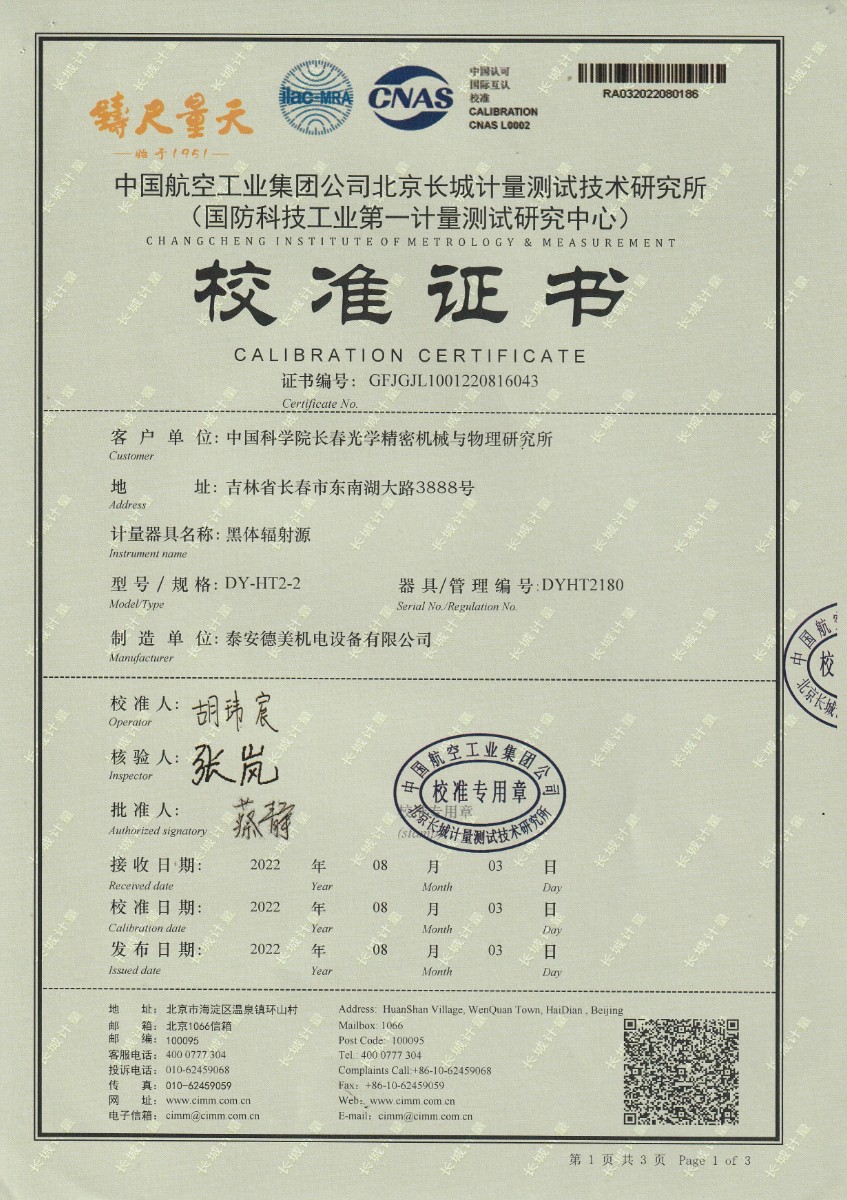 鑄尺量天
始于1951
ilac-MRA
CNAS
中国认可
国际互认
校准
CALIBRATION
CNAS L0002
RA032022080186
中国航空工业集团公司北京长城计量测试技术研究所
（国防科技工业第一计量测试研究中心）
CHANGCHENG INSTITUTE OF METROLOGY & MEASUREMENT
校准证书
CALIBRATION CERTIFICATE
证书编号： GFJGJL1001220816043
Certificate No.
客户单位: 中国科学院长春光学精密机械与物理研究所
Customer
地址: 吉林省长春市东南湖大路3888号
Address
计量器具名称: 黑体辐射源
Instrument name
型号/规格: DY-HT2-2 器具/管理编号: DYHT2180
Model/Type Serial No./Regulation No.
制造单位: 泰安德美机电设备有限公司
Manufacturer
校准人: 胡玮宸
Operator
核验人: 张岚
Inspector
批准人: 蔡静
Authorized signatory
中国航空工业集团公司
校准专用章
北京长城计量测试技术研究所
接收日期: 2022 年 08 月 03 日
Received date Year Month Day
校准日期: 2022 年 08 月 03 日
Calibration date Year Month Day
发布日期: 2022 年 08 月 03 日
Issued date Year Month Day
地址: 北京市海淀区温泉镇环山村 Address: HuanShan Village, WenQuan Town, HaiDian , Beijing
邮箱: 北京1066信箱 Mailbox: 1066
邮编: 100095 Post Code: 100095
客服电话: 400 0777 304 Tel.: 400 0777 304
投诉电话: 010-62459068 Complaints Call:+86-10-62459068
传真: 010-62459059 Fax: +86-10-62459059
网址: www.cimm.com.cn Web: www.cimm.com.cn
电子信箱: cimm@cimm.com.cn E-mail: cimm@cimm.com.cn
第 1 页 共 3 页 Page 1 of 3
长城计量